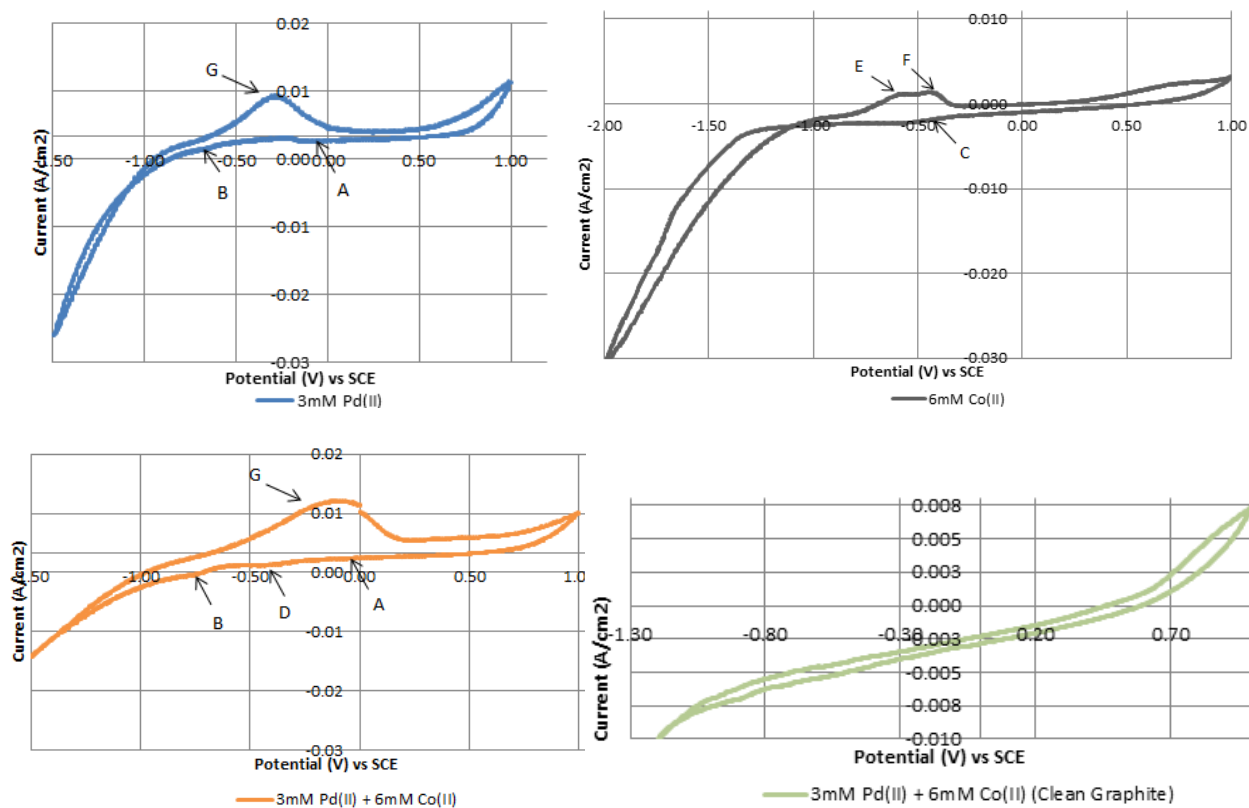 0.02
G
0.01
Current (A/cm2)
-1.00
-0.50
0.00
0.00
0.50
1.00
B
A
-0.01
-0.02
-0.03
Potential (V) vs SCE
3mM Pd(II)
0.010
E
F
0.000
Current (A/cm2)
-2.00
-1.50
-1.00
-0.50
0.00
0.50
1.00
C
-0.010
-0.020
-0.030
Potential (V) vs SCE
6mM Co(II)
0.02
G
0.01
Current (A/cm2)
-1.00
-0.50
0.00
0.00
0.50
B
D
A
-0.01
-0.02
-0.03
Potential (V) vs SCE
3mM Pd(II) + 6mM Co(II)
0.008
0.005
0.003
0.000
Current (A/cm2)
-1.30
-0.80
-0.30
-0.003
0.20
0.70
-0.005
-0.008
-0.010
Potential (V) vs SCE
3mM Pd(II) + 6mM Co(II) (Clean Graphite)